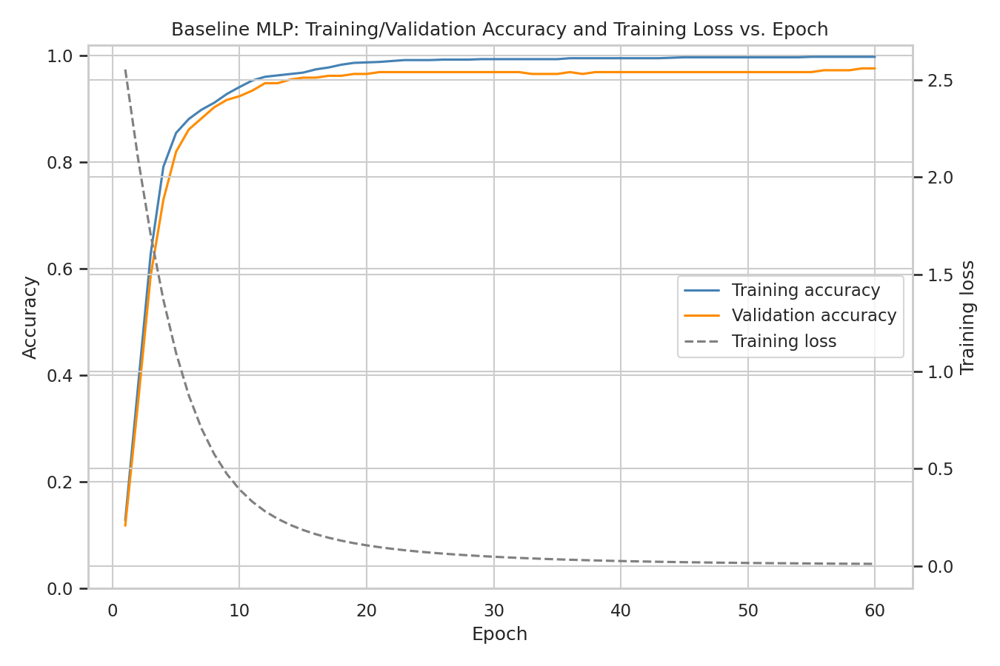 Baseline MLP: Training/Validation Accuracy and Training Loss vs. Epoch
1.0
0.8
0.6
0.4
0.2
0.0
Accuracy
2.5
2.0
1.5
1.0
0.5
0.0
Training loss
Training accuracy
Validation accuracy
Training loss
0 10 20 30 40 50 60
Epoch